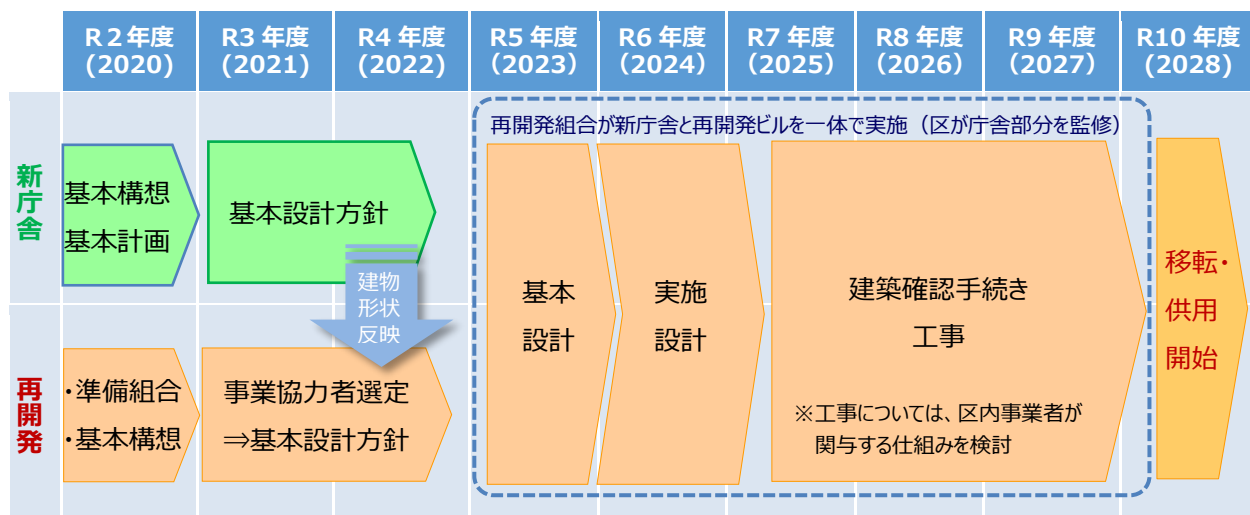 R2年度
(2020)
R3 年度
(2021)
R4 年度
(2022)
R5 年度
(2023)
R6 年度
(2024)
R7 年度
(2025)
R8 年度
(2026)
R9 年度
(2027)
R10 年度
(2028)
再開発組合が新庁舎と再開発ビルを一体で実施（区が庁舎部分を監修）
新庁舎
基本構想
基本計画
基本設計方針
建物
形状
反映
再開発
・準備組合
・基本構想
事業協力者選定
⇒基本設計方針
基本
設計
実施
設計
建築確認手続き
工事
※工事については、区内事業者が
関与する仕組みを検討
移転・
供用
開始